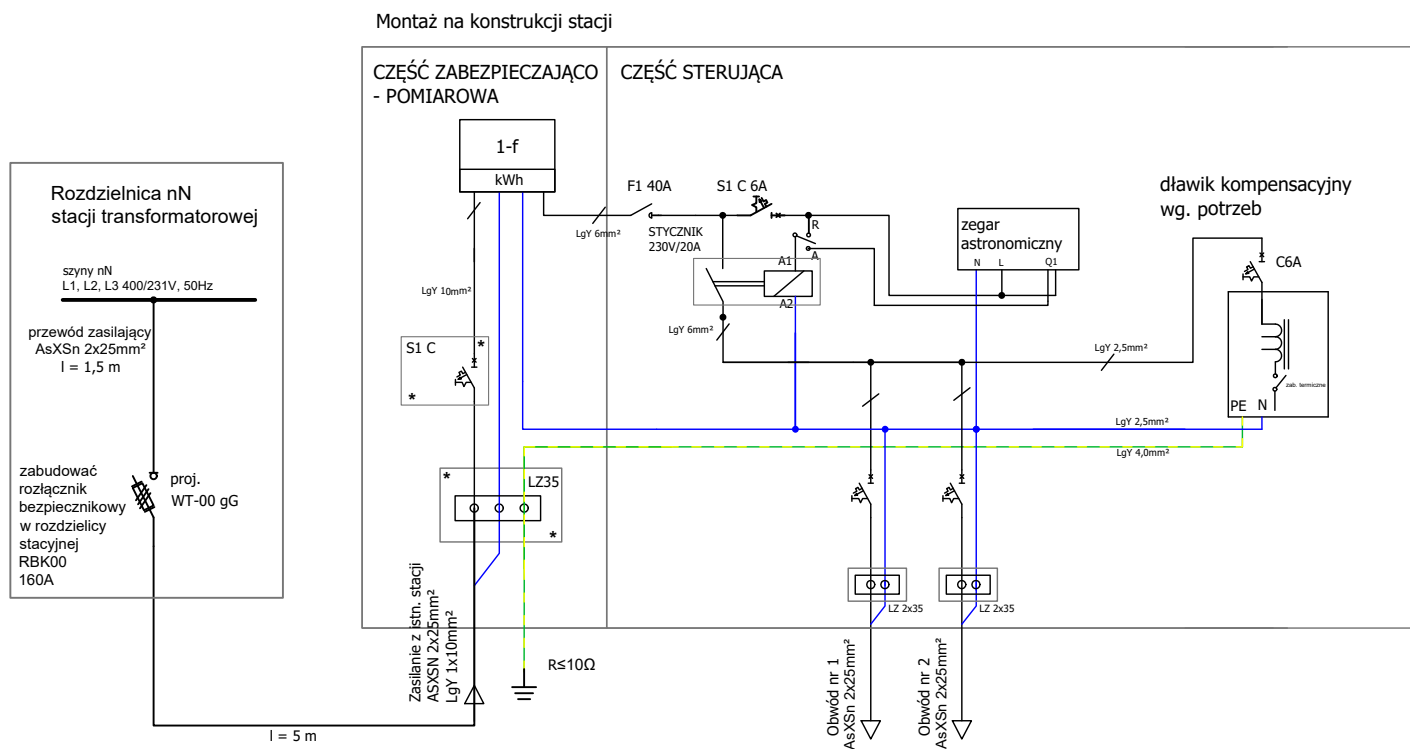 Montaż na konstrukcji stacji
CZĘŚĆ ZABEZPIECZAJĄCO
- POMIAROWA
CZĘŚĆ STERUJĄCA
Rozdzielnica nN
stacji transformatorowej
szyny nN
L1, L2, L3 400/231V, 50Hz
przewód zasilający
AsXSn 2x25mm²
l = 1,5 m
zabudować
rozłącznik
bezpiecznikowy
w rozdzielicy
stacyjnej
RBK00
160A
proj.
WT-00 gG
l = 5 m
1-f
kWh
LgY 10mm²
S1 C
*
*
*
LZ35
*
Zasilanie z istn. stacji
ASXSN 2x25mm²
LgY 1x10mm²
R≤10Ω
LgY 6mm²
F1 40A
STYCZNIK
230V/20A
S1 C 6A
R
A
A1
A2
LgY 6mm²
zegar
astronomiczny
N L Q1
dławik kompensacyjny
wg. potrzeb
C6A
LgY 2,5mm²
zab. termiczne
PE N
LgY 2,5mm²
LgY 4,0mm²
LZ 2x35
LZ 2x35
Obwód nr 1
AsXSn 2x25mm²
Obwód nr 2
AsXSn 2x25mm²